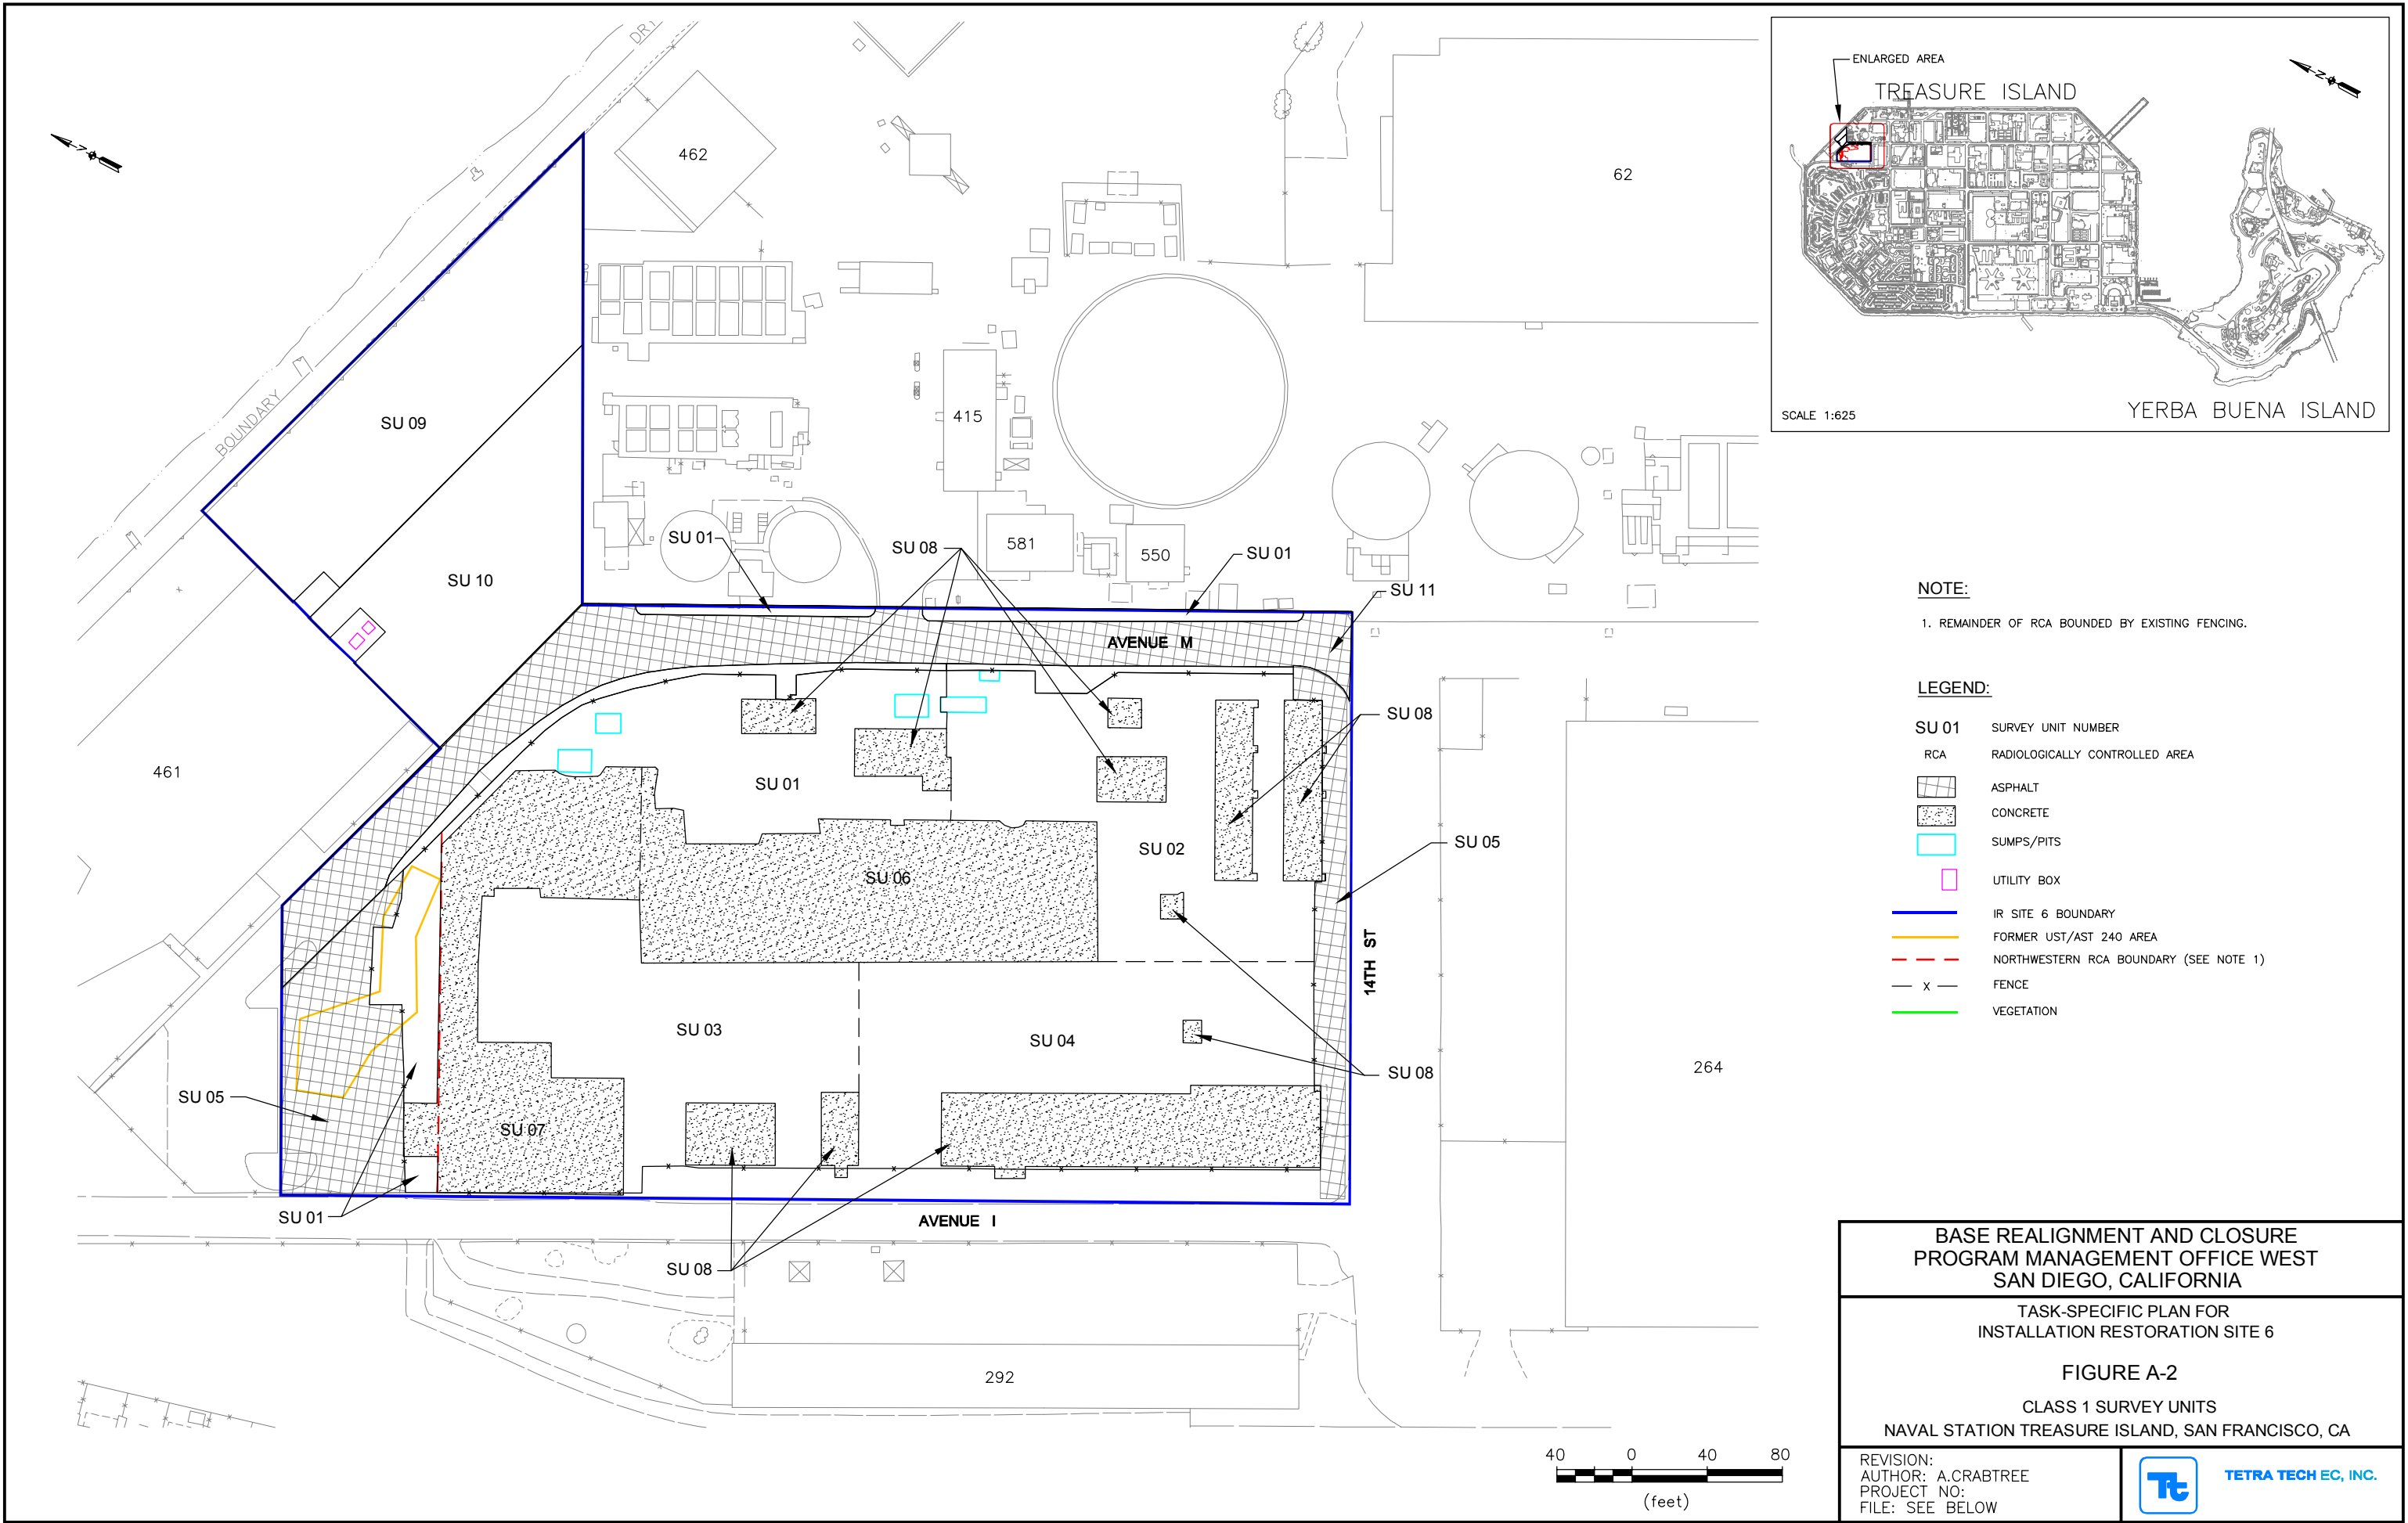 DRY
BOUNDARY
462
62
SU 09
415
SU 10
SU 01
SU 08
581
550
SU 01
SU 11
AVENUE M
461
SU 01
SU 08
SU 02
SU 05
SU 06
14TH ST
SU 03
SU 04
SU 05
SU 08
264
SU 07
SU 01
AVENUE I
SU 08
292
N
ENLARGED AREA
TREASURE ISLAND
N
SCALE 1:625
YERBA BUENA ISLAND
NOTE:
1. REMAINDER OF RCA BOUNDED BY EXISTING FENCING.
LEGEND:
SU 01 SURVEY UNIT NUMBER
RCA RADIOLOGICALLY CONTROLLED AREA
ASPHALT
CONCRETE
SUMPS/PITS
UTILITY BOX
IR SITE 6 BOUNDARY
FORMER UST/AST 240 AREA
NORTHWESTERN RCA BOUNDARY (SEE NOTE 1)
X FENCE
VEGETATION
40 0 40 80
(feet)
BASE REALIGNMENT AND CLOSURE
PROGRAM MANAGEMENT OFFICE WEST
SAN DIEGO, CALIFORNIA
TASK-SPECIFIC PLAN FOR
INSTALLATION RESTORATION SITE 6
FIGURE A-2
CLASS 1 SURVEY UNITS
NAVAL STATION TREASURE ISLAND, SAN FRANCISCO, CA
REVISION:
AUTHOR: A.CRABTREE
PROJECT NO:
FILE: SEE BELOW
Tt
TETRA TECH EC, INC.